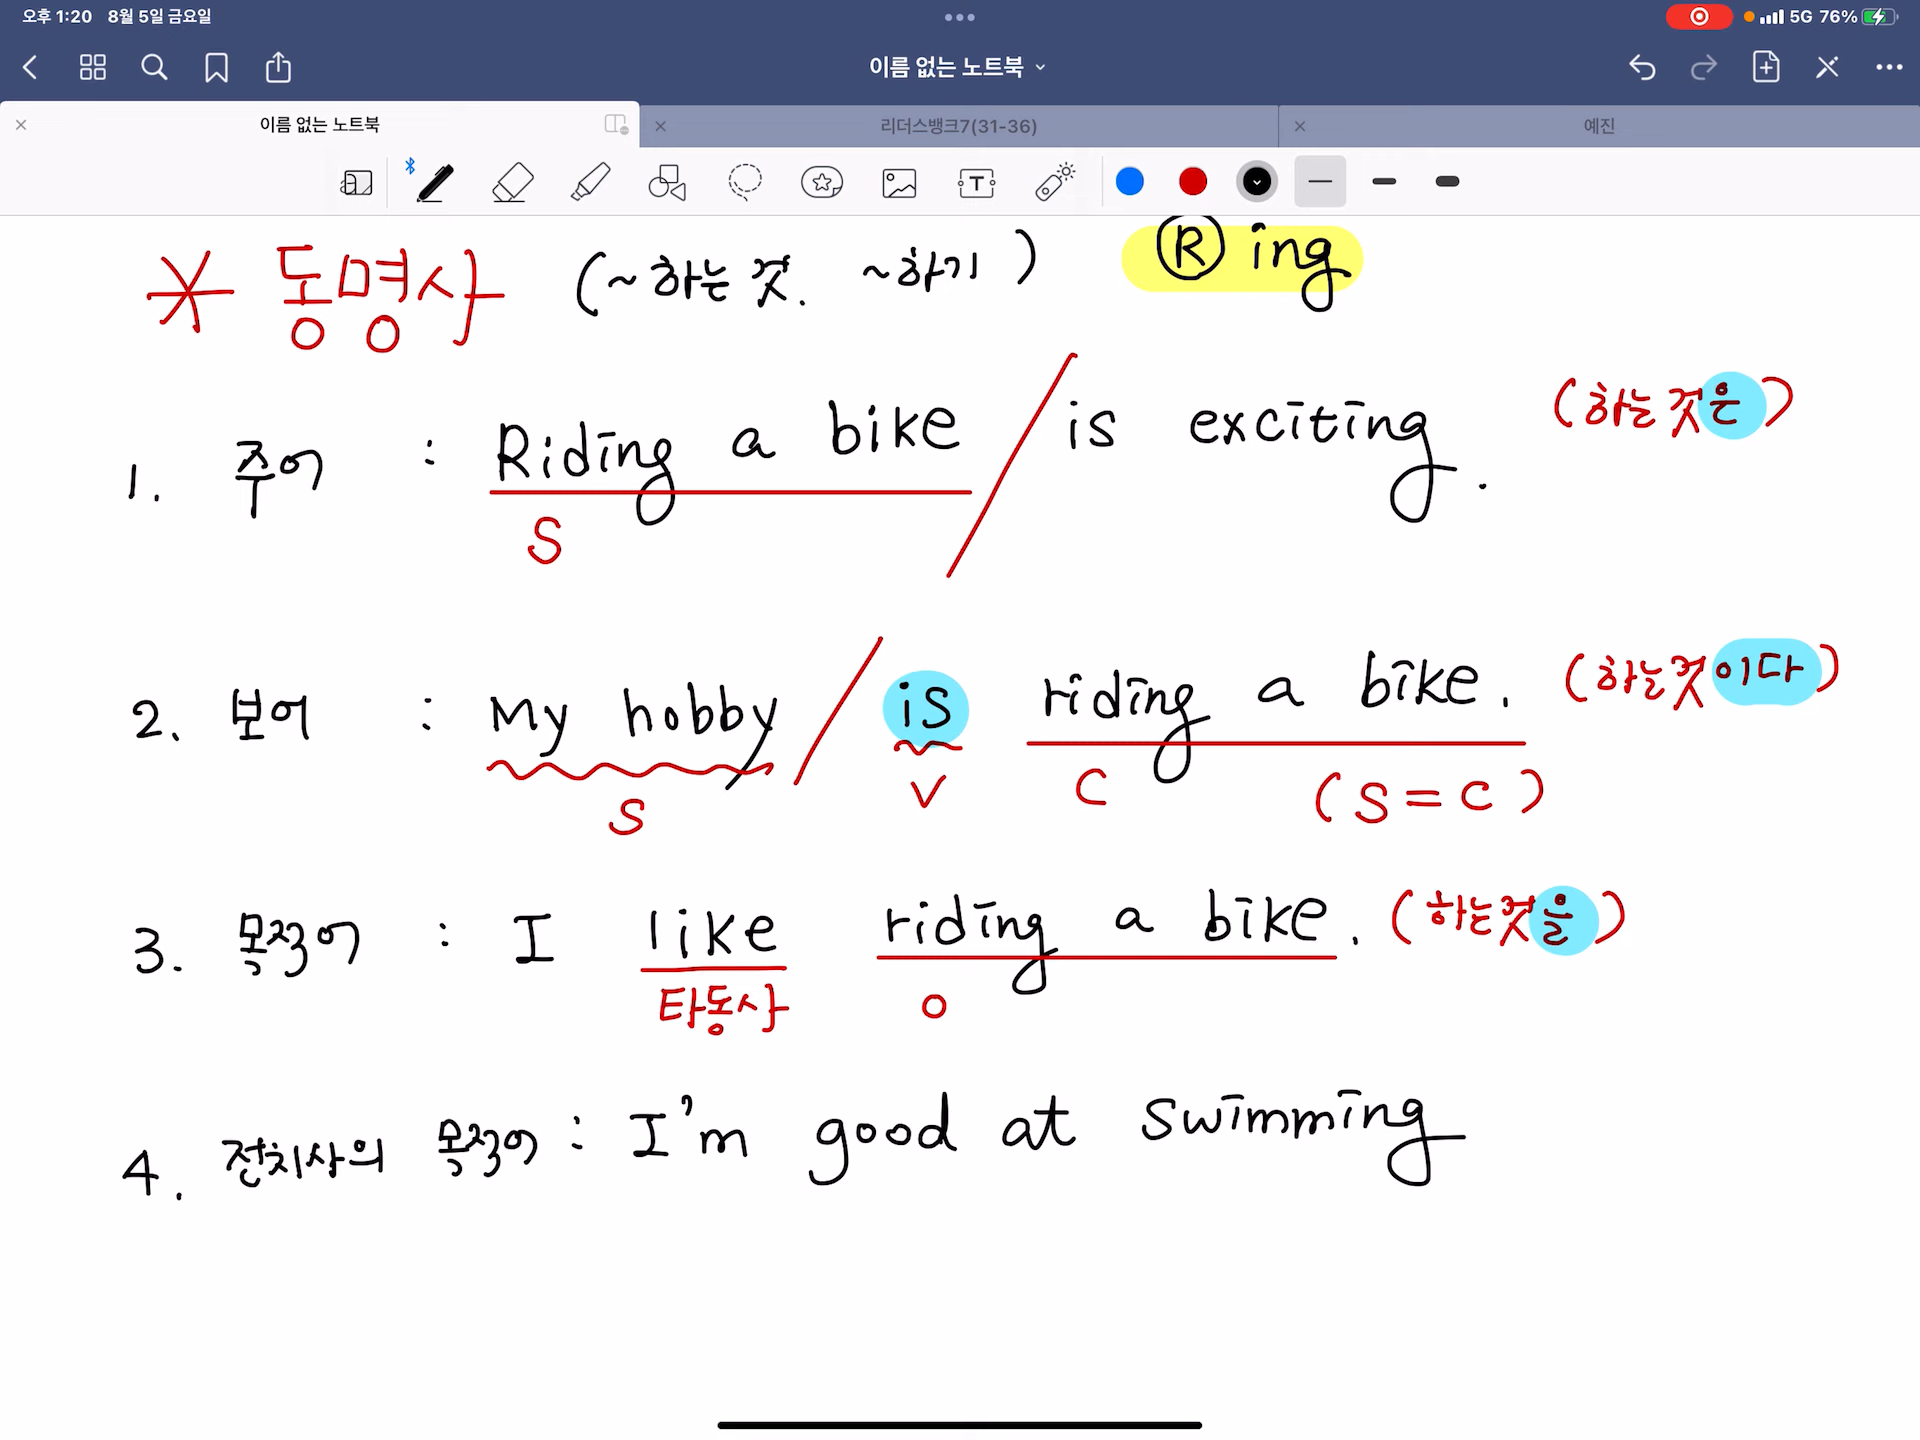 오후 1:20 8월 5일 금요일
5G 76%
이름 없는 노트북
이름 없는 노트북
리더스뱅크7(31-36)
예진
* 동명사 (~하는 것. ~하기) Ⓡ ing
1. 주어 : Riding a bike / is exciting. (하는것은)
S
2. 보어 : My hobby / is riding a bike. (하는것이다)
S V C (S = C)
3. 목적어 : I like riding a bike. (하는것을)
타동사 O
4. 전치사의 목적어 : I'm good at swimming